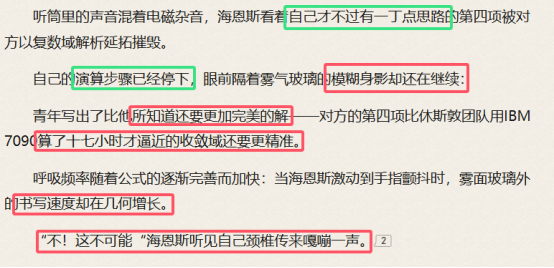 听筒里的声音混着电磁杂音，海恩斯看着自己才不过有一丁点思路的第四项被对
方以复数域解析延拓摧毁。
自己的演算步骤已经停下，眼前隔着雾气玻璃的模糊身影却还在继续：
青年写出了比他所知道还要更加完美的解——对方的第四项比休斯敦团队用IBM
7090算了十七小时才逼近的收敛域还要更精准。
呼吸频率随着公式的逐渐完善而加快：当海恩斯激动到手指颤抖时，雾面玻璃外
的书写速度却在几何增长。
“不！这不可能“海恩斯听见自己颈椎传来嘎嘣一声。 2